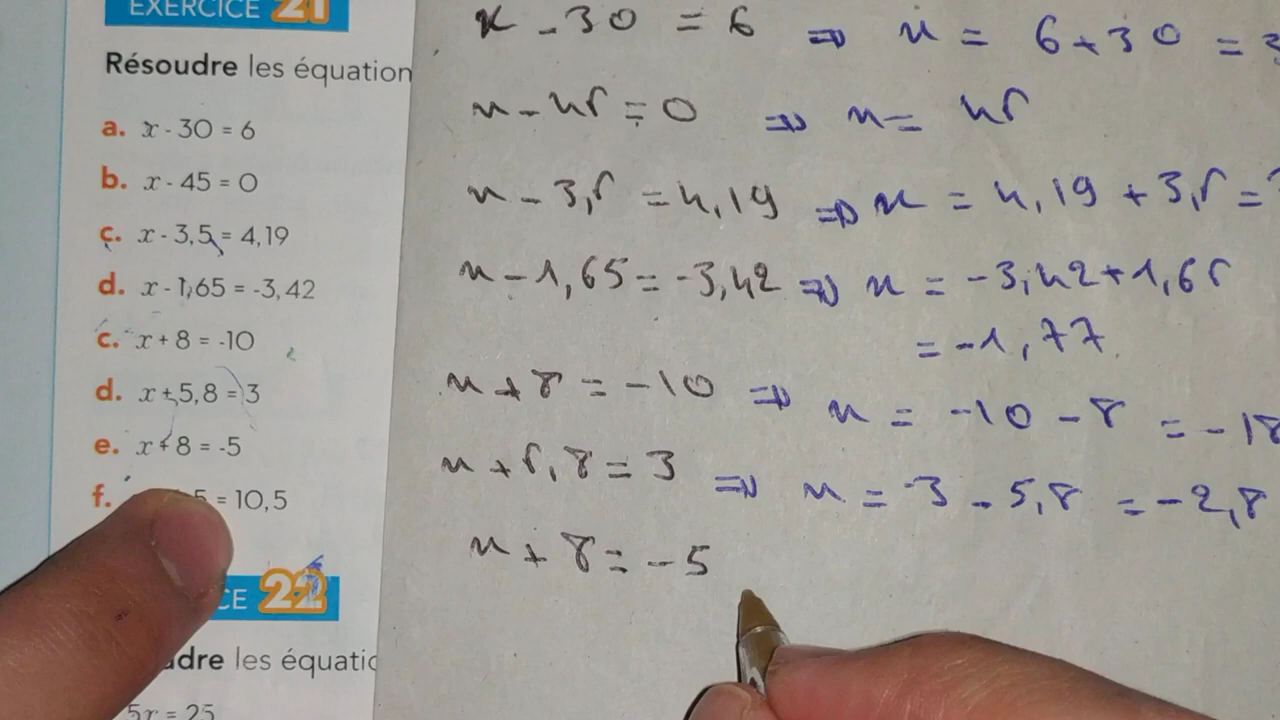 EXERCICE 21
Résoudre les équation
a. x - 30 = 6
b. x - 45 = 0
c. x - 3,5 = 4,19
d. x - 1,65 = -3,42
c. x + 8 = -10
d. x + 5,8 = 3
e. x + 8 = -5
f. 5 = 10,5
CE 22
dre les équatio
5x = 25
x - 30 = 6 ⇒ x = 6 + 30 = 3
x - 45 = 0 ⇒ x = 45
x - 3,5 = 4,19 ⇒ x = 4,19 + 3,5 =
x - 1,65 = -3,42 ⇒ x = -3,42 + 1,65
= -1,77
x + 8 = -10 ⇒ x = -10 - 8 = -18
x + 5,8 = 3 ⇒ x = 3 - 5,8 = -2,8
x + 8 = -5